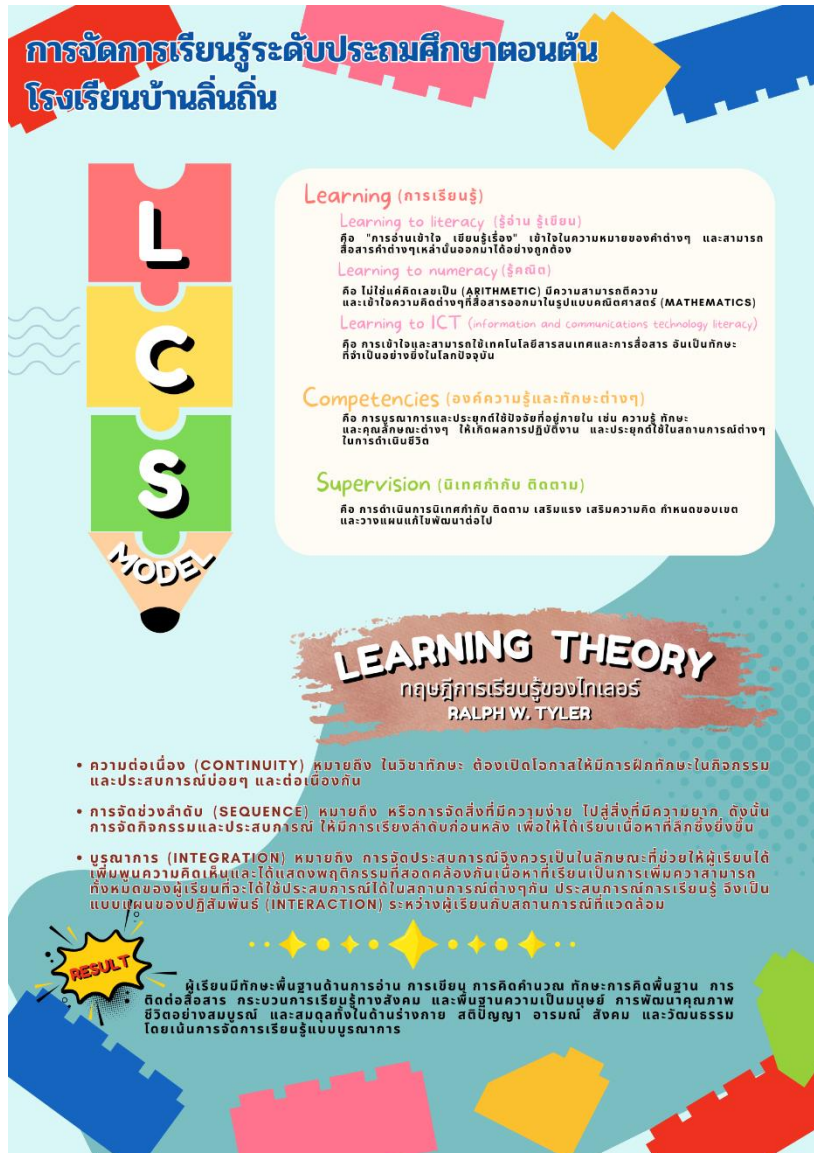 การจัดการเรียนรู้ระดับประถมศึกษาตอนต้น
โรงเรียนบ้านลิ่นถิ่น
L
C
S
MODEL
Learning (การเรียนรู้)
Learning to literacy (รู้อ่าน รู้เขียน)
คือ "การอ่านเข้าใจ เขียนรู้เรื่อง" เข้าใจในความหมายของคำต่างๆ และสามารถ
สื่อสารคำต่างๆเหล่านั้นออกมาได้อย่างถูกต้อง
Learning to numeracy (รู้คณิต)
คือ ไม่ใช่แค่คิดเลขเป็น (ARITHMETIC) มีความสามารถตีความ
และเข้าใจความคิดต่างๆที่สื่อสารออกมาในรูปแบบคณิตศาสตร์ (MATHEMATICS)
Learning to ICT (information and communications technology literacy)
คือ การเข้าใจและสามารถใช้เทคโนโลยีสารสนเทศและการสื่อสาร อันเป็นทักษะ
ที่จำเป็นอย่างยิ่งในโลกปัจจุบัน
Competencies (องค์ความรู้และทักษะต่างๆ)
คือ การบูรณาการและประยุกต์ใช้ปัจจัยที่อยู่ภายใน เช่น ความรู้ ทักษะ
และคุณลักษณะต่างๆ ให้เกิดผลการปฏิบัติงาน และประยุกต์ใช้ในสถานการณ์ต่างๆ
ในการดำเนินชีวิต
Supervision (นิเทศกำกับ ติดตาม)
คือ การดำเนินการนิเทศกำกับ ติดตาม เสริมแรง เสริมความคิด กำหนดขอบเขต
และวางแผนแก้ไขพัฒนาต่อไป
LEARNING THEORY
ทฤษฎีการเรียนรู้ของไทเลอร์
RALPH W. TYLER
• ความต่อเนื่อง (CONTINUITY) หมายถึง ในวิชาทักษะ ต้องเปิดโอกาสให้มีการฝึกทักษะในกิจกรรม
และประสบการณ์บ่อยๆ และต่อเนื่องกัน
• การจัดช่วงลำดับ (SEQUENCE) หมายถึง หรือการจัดสิ่งที่มีความง่าย ไปสู่สิ่งที่มีความยาก ดังนั้น
การจัดกิจกรรมและประสบการณ์ ให้มีการเรียงลำดับก่อนหลัง เพื่อให้ได้เรียนเนื้อหาที่ลึกซึ้งยิ่งขึ้น
• บูรณาการ (INTEGRATION) หมายถึง การจัดประสบการณ์จึงควรเป็นในลักษณะที่ช่วยให้ผู้เรียนได้
เพิ่มพูนความคิดเห็นและได้แสดงพฤติกรรมที่สอดคล้องกันเนื้อหาที่เรียนเป็นการเพิ่มความสามารถ
ทั้งหมดของผู้เรียนที่จะได้ใช้ประสบการณ์ได้ในสถานการณ์ต่างๆกัน ประสบการณ์การเรียนรู้ จึงเป็น
แบบแผนของปฏิสัมพันธ์ (INTERACTION) ระหว่างผู้เรียนกับสถานการณ์ที่แวดล้อม
RESULT
ผู้เรียนมีทักษะพื้นฐานด้านการอ่าน การเขียน การคิดคำนวณ ทักษะการคิดพื้นฐาน การ
ติดต่อสื่อสาร กระบวนการเรียนรู้ทางสังคม และพื้นฐานความเป็นมนุษย์ การพัฒนาคุณภาพ
ชีวิตอย่างสมบูรณ์ และสมดุลทั้งในด้านร่างกาย สติปัญญา อารมณ์ สังคม และวัฒนธรรม
โดยเน้นการจัดการเรียนรู้แบบบูรณาการ